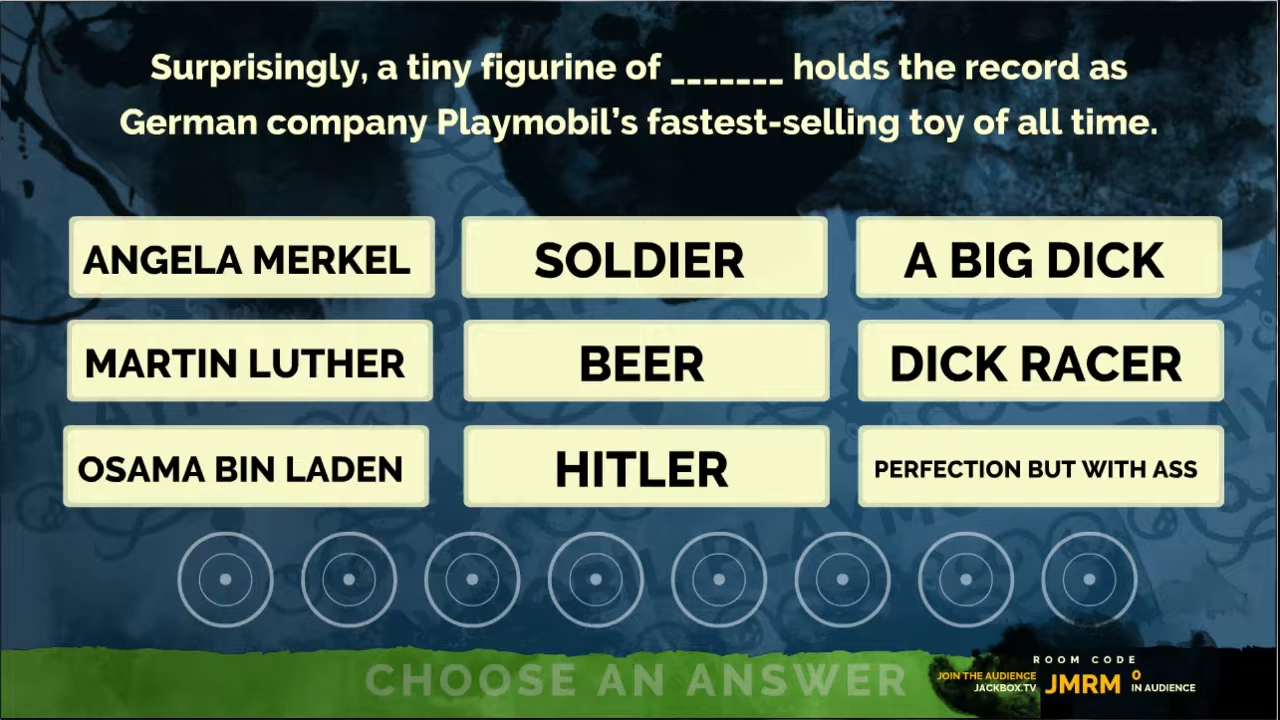 Surprisingly, a tiny figurine of _______ holds the record as
German company Playmobil's fastest-selling toy of all time.
ANGELA MERKEL
SOLDIER
A BIG DICK
MARTIN LUTHER
BEER
DICK RACER
OSAMA BIN LADEN
HITLER
PERFECTION BUT WITH ASS
CHOOSE AN ANSWER
ROOM CODE
JOIN THE AUDIENCE
JACKBOX.TV
JMRM
0
IN AUDIENCE